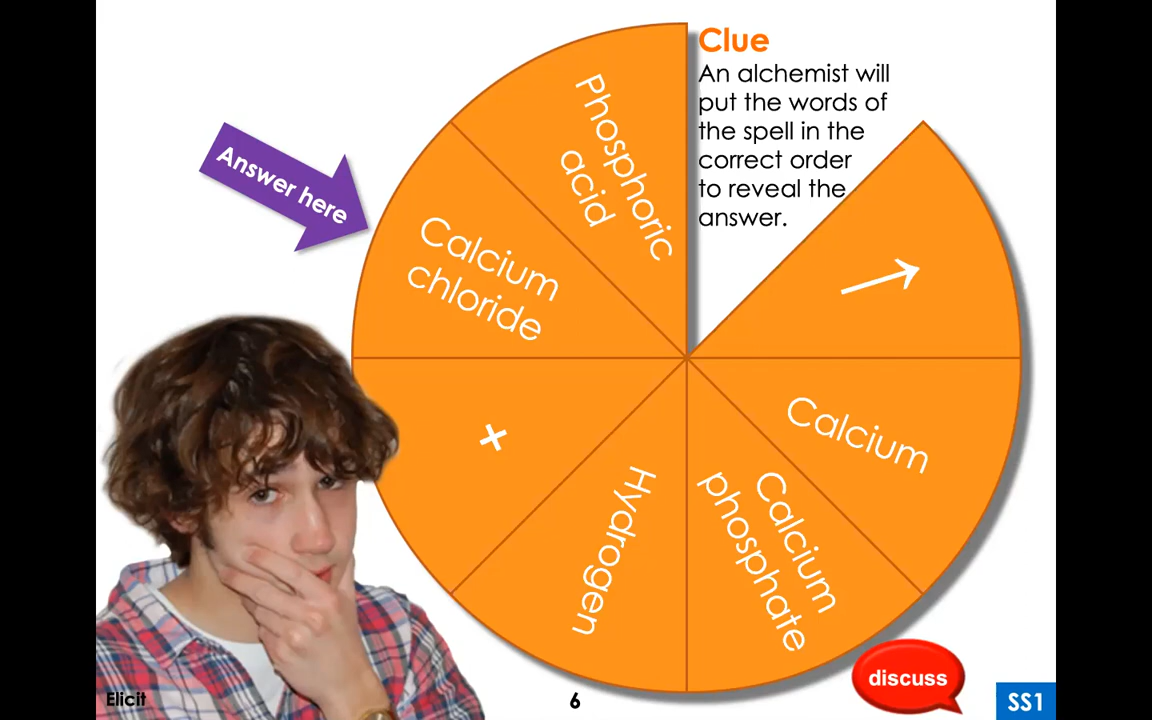 Clue
An alchemist will
put the words of
the spell in the
correct order
to reveal the
answer.
Answer here
Phosphoric
acid
Calcium
chloride
+
Hydrogen
Calcium
phosphate
Calcium
→
discuss
Elicit
6
SS1